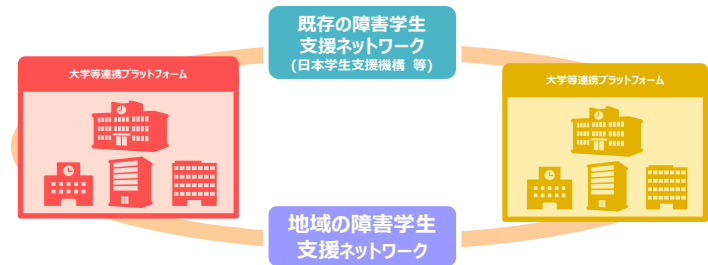 既存の障害学生
支援ネットワーク
(日本学生支援機構 等)
大学等連携プラットフォーム
大学等連携プラットフォーム
地域の障害学生
支援ネットワーク